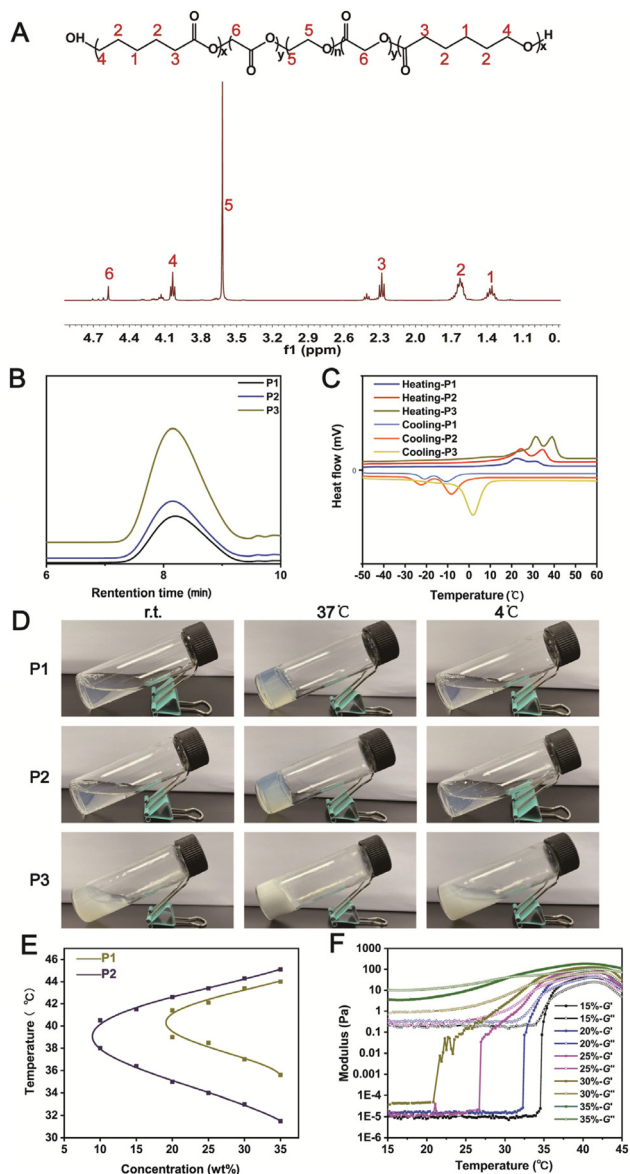 A
OH 4 2 1 2 3 O x 6 O y 5 5 O n 6 O y 3 2 1 2 4 O x H
6 4 5 3 2 1
4.7 4.4 4.1 3.8 3.6 3.5 2.9 2.6 2.3 2.0 1.7 1.4 1.1 0.
f1 (ppm)
B
P1
P2
P3
6 8 10
Rentention time (min)
C
Heating-P1
Heating-P2
Heating-P3
Cooling-P1
Cooling-P2
Cooling-P3
Heat flow (mV)
0
-50 -40 -30 -20 -10 0 10 20 30 40 50 60
Temperature (℃)
D
r.t. 37℃ 4℃
P1
P2
P3
E
P1
P2
Temperature (℃)
46
44
42
40
38
36
34
32
30
5 10 15 20 25 30 35
Concentration (wt%)
F
Modulus (Pa)
1000
100
10
1
0.1
0.01
0.001
1E-4
1E-5
1E-6
15%-G'
15%-G"
20%-G'
20%-G"
25%-G'
25%-G"
30%-G'
30%-G"
35%-G'
35%-G"
15 20 25 30 35 40 45
Temperature(℃)